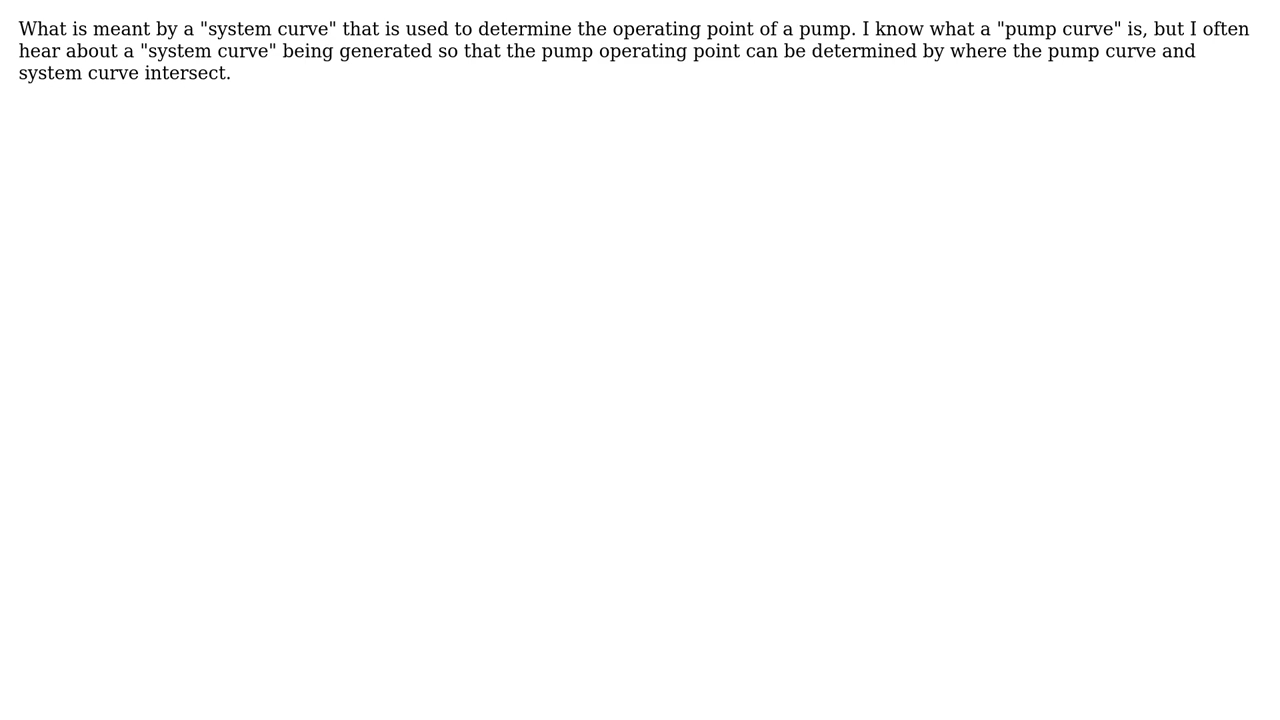 What is meant by a "system curve" that is used to determine the operating point of a pump. I know what a "pump curve" is, but I often
hear about a "system curve" being generated so that the pump operating point can be determined by where the pump curve and
system curve intersect.